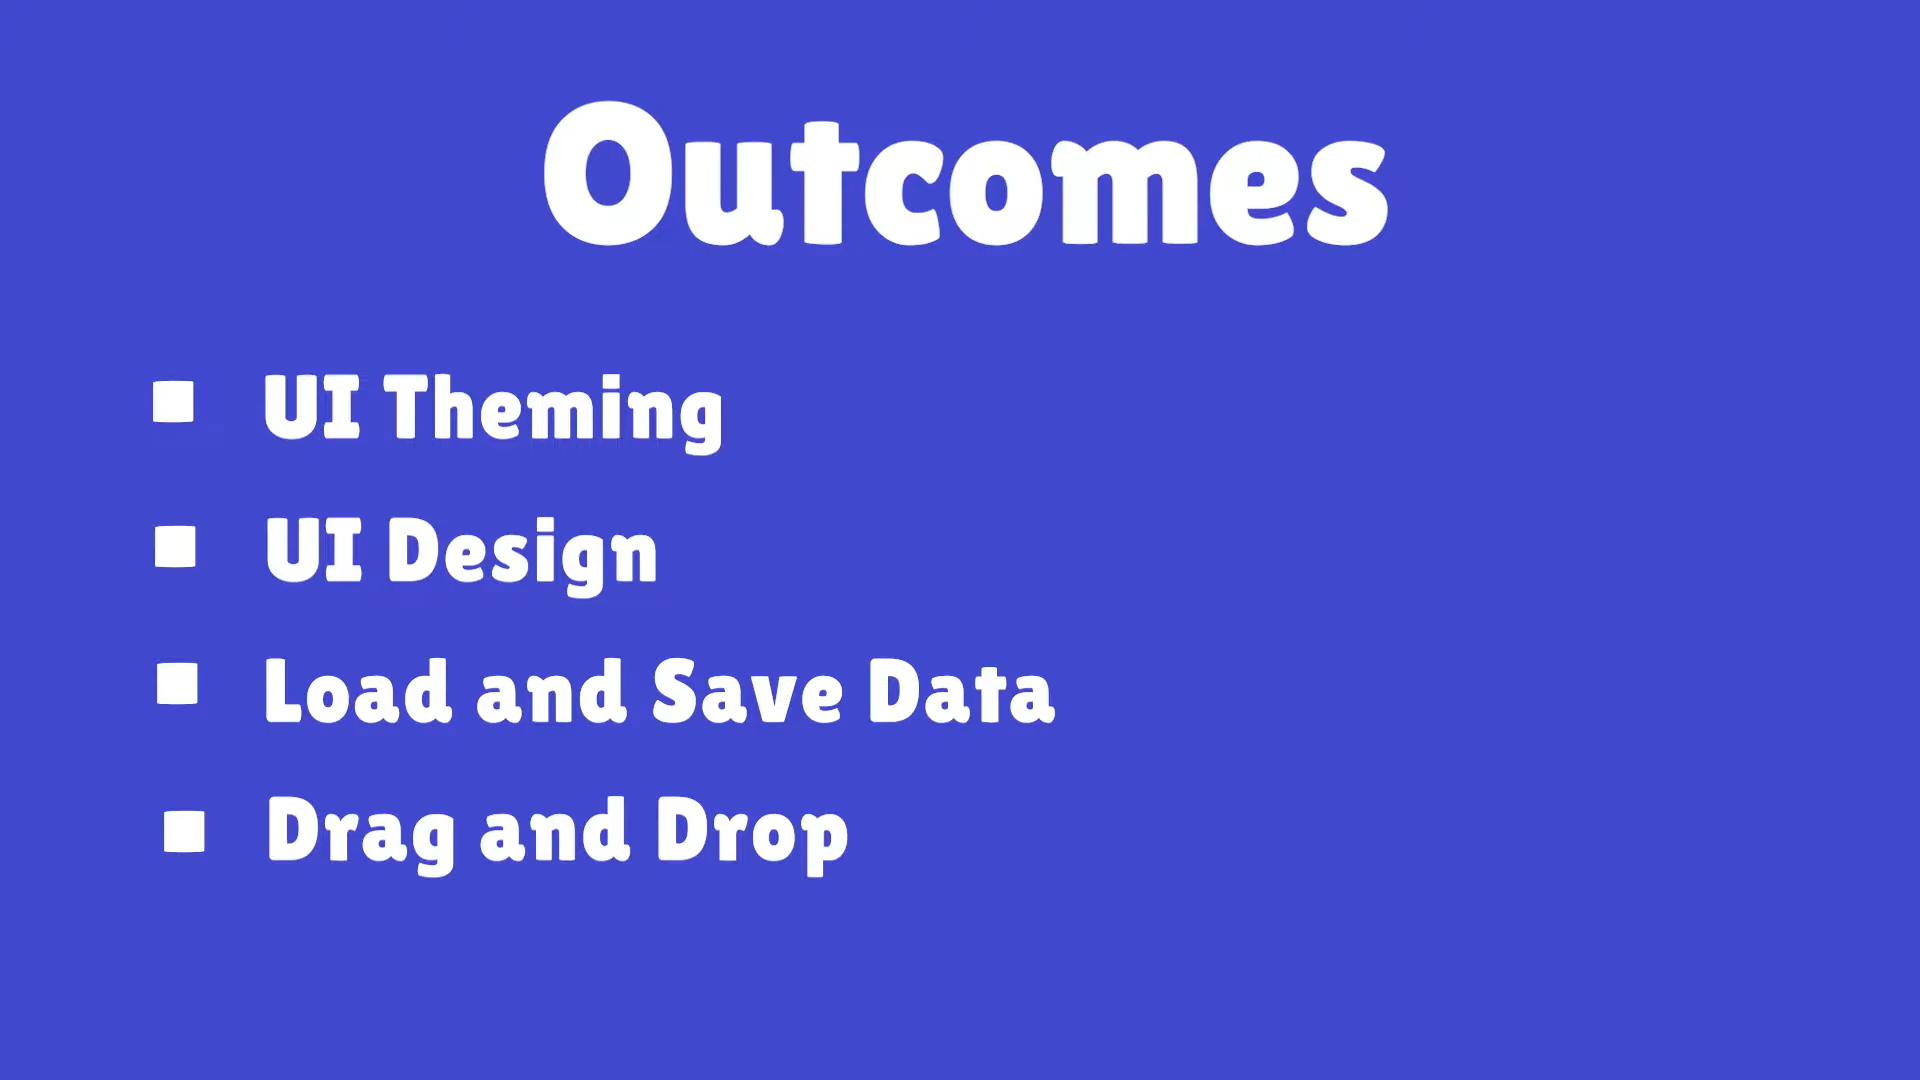 Outcomes
UI Theming
UI Design
Load and Save Data
Drag and Drop